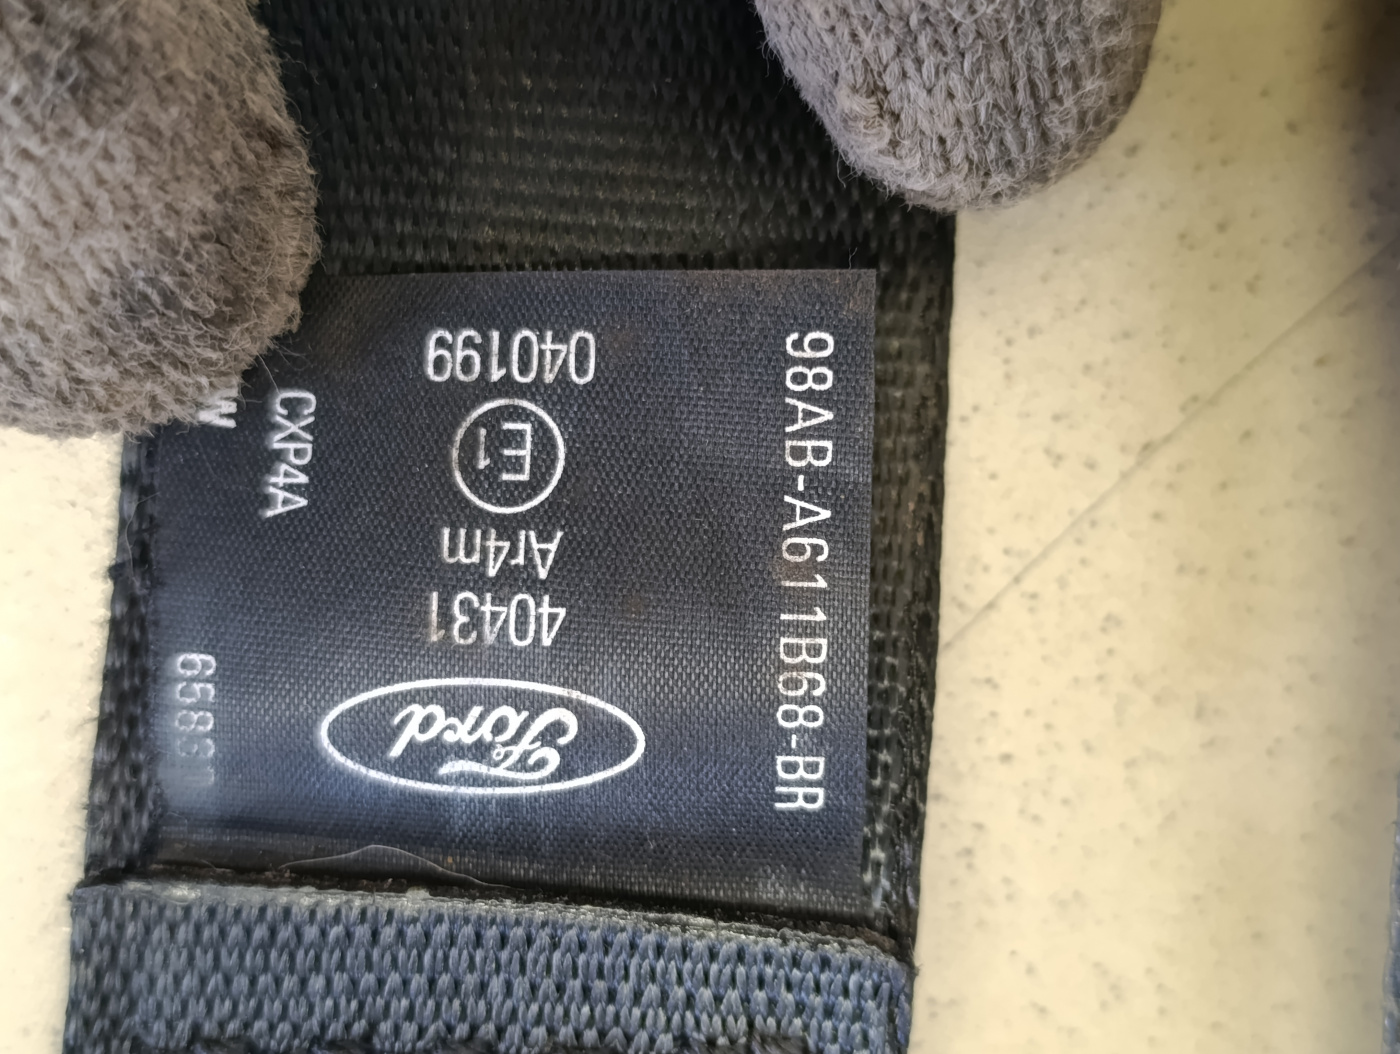 98AB-A611B68-BR
Ford
40431
Ar4m
E1
040199
CXP4A